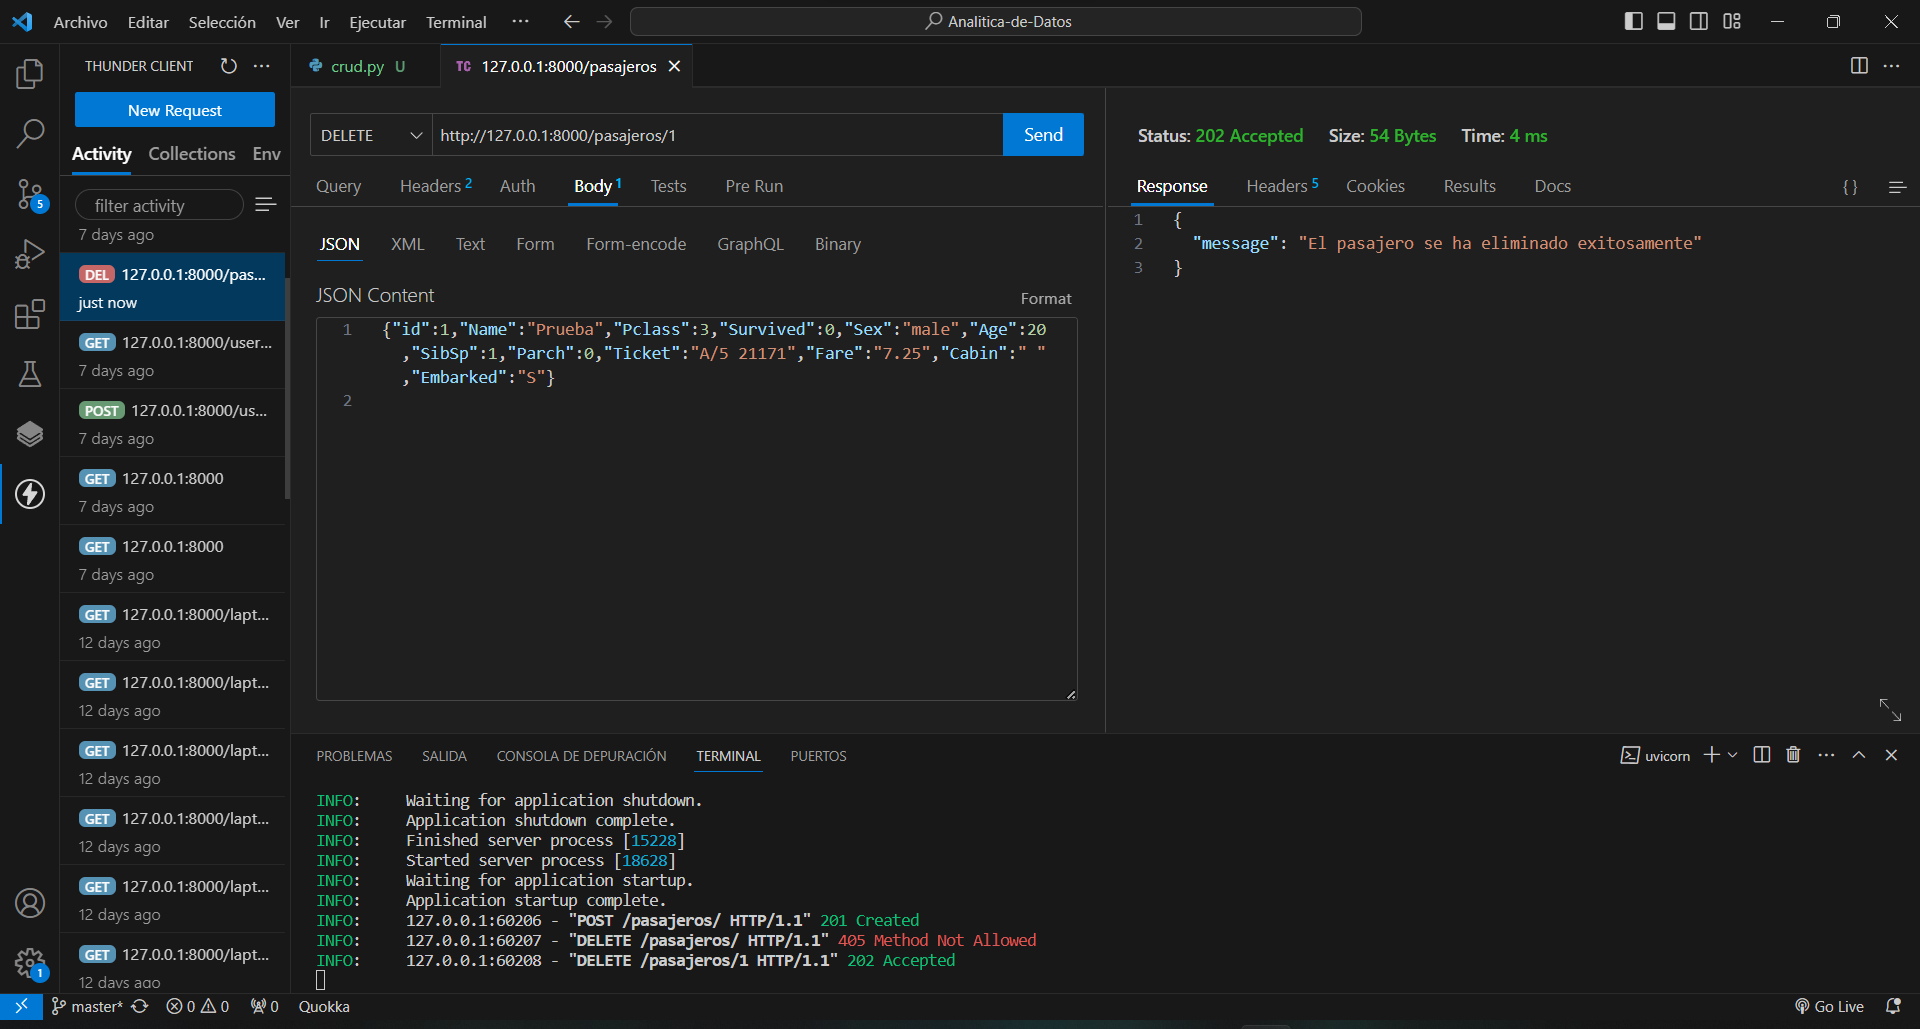 Archivo Editar Selección Ver Ir Ejecutar Terminal ··· Analitica-de-Datos
THUNDER CLIENT
New Request
Activity Collections Env
filter activity
7 days ago
DEL 127.0.0.1:8000/pas...
just now
GET 127.0.0.1:8000/user...
7 days ago
POST 127.0.0.1:8000/us...
7 days ago
GET 127.0.0.1:8000
7 days ago
GET 127.0.0.1:8000
7 days ago
GET 127.0.0.1:8000/lapt...
12 days ago
GET 127.0.0.1:8000/lapt...
12 days ago
GET 127.0.0.1:8000/lapt...
12 days ago
GET 127.0.0.1:8000/lapt...
12 days ago
GET 127.0.0.1:8000/lapt...
12 days ago
GET 127.0.0.1:8000/lapt...
12 days ago
5
1
crud.py U TC 127.0.0.1:8000/pasajeros
DELETE http://127.0.0.1:8000/pasajeros/1 Send
Query Headers 2 Auth Body 1 Tests Pre Run
JSON XML Text Form Form-encode GraphQL Binary
JSON Content
Format
1 {"id":1,"Name":"Prueba","Pclass":3,"Survived":0,"Sex":"male","Age":20
,"SibSp":1,"Parch":0,"Ticket":"A/5 21171","Fare":"7.25","Cabin":" "
,"Embarked":"S"}
2
Status: 202 Accepted Size: 54 Bytes Time: 4 ms
Response Headers 5 Cookies Results Docs { }
1 {
2 "message": "El pasajero se ha eliminado exitosamente"
3 }
PROBLEMAS SALIDA CONSOLA DE DEPURACIÓN TERMINAL PUERTOS uvicorn
INFO: Waiting for application shutdown.
INFO: Application shutdown complete.
INFO: Finished server process [15228]
INFO: Started server process [18628]
INFO: Waiting for application startup.
INFO: Application startup complete.
INFO: 127.0.0.1:60206 - "POST /pasajeros/ HTTP/1.1" 201 Created
INFO: 127.0.0.1:60207 - "DELETE /pasajeros/ HTTP/1.1" 405 Method Not Allowed
INFO: 127.0.0.1:60208 - "DELETE /pasajeros/1 HTTP/1.1" 202 Accepted
master* 0 0 0 Quokka Go Live